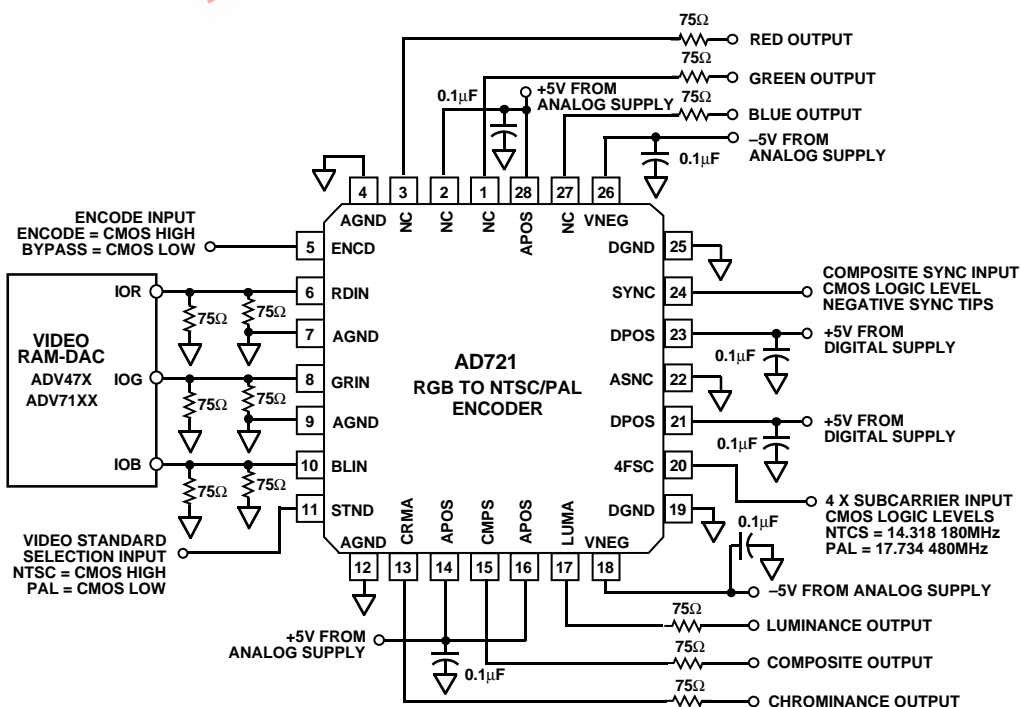 75Ω
RED OUTPUT
75Ω
GREEN OUTPUT
75Ω
BLUE OUTPUT
0.1µF
+5V FROM
ANALOG SUPPLY
–5V FROM
ANALOG SUPPLY
0.1µF
4
3
2
1
28
27
26
AGND
NC
NC
NC
APOS
NC
VNEG
ENCODE INPUT
ENCODE = CMOS HIGH
BYPASS = CMOS LOW
5
ENCD
DGND
25
VIDEO
RAM-DAC
ADV47X
ADV71XX
IOR
75Ω
75Ω
6
RDIN
SYNC
24
COMPOSITE SYNC INPUT
CMOS LOGIC LEVEL
NEGATIVE SYNC TIPS
7
AGND
DPOS
23
+5V FROM
DIGITAL SUPPLY
0.1µF
IOG
75Ω
75Ω
8
GRIN
AD721
RGB TO NTSC/PAL
ENCODER
ASNC
22
9
AGND
DPOS
21
+5V FROM
DIGITAL SUPPLY
0.1µF
IOB
75Ω
75Ω
10
BLIN
4FSC
20
4 X SUBCARRIER INPUT
CMOS LOGIC LEVELS
NTCS = 14.318 180MHz
PAL = 17.734 480MHz
11
STND
DGND
19
VIDEO STANDARD
SELECTION INPUT
NTSC = CMOS HIGH
PAL = CMOS LOW
AGND
CRMA
APOS
CMPS
APOS
LUMA
VNEG
12
13
14
15
16
17
18
0.1µF
–5V FROM ANALOG SUPPLY
+5V FROM
ANALOG SUPPLY
0.1µF
75Ω
LUMINANCE OUTPUT
75Ω
COMPOSITE OUTPUT
75Ω
CHROMINANCE OUTPUT